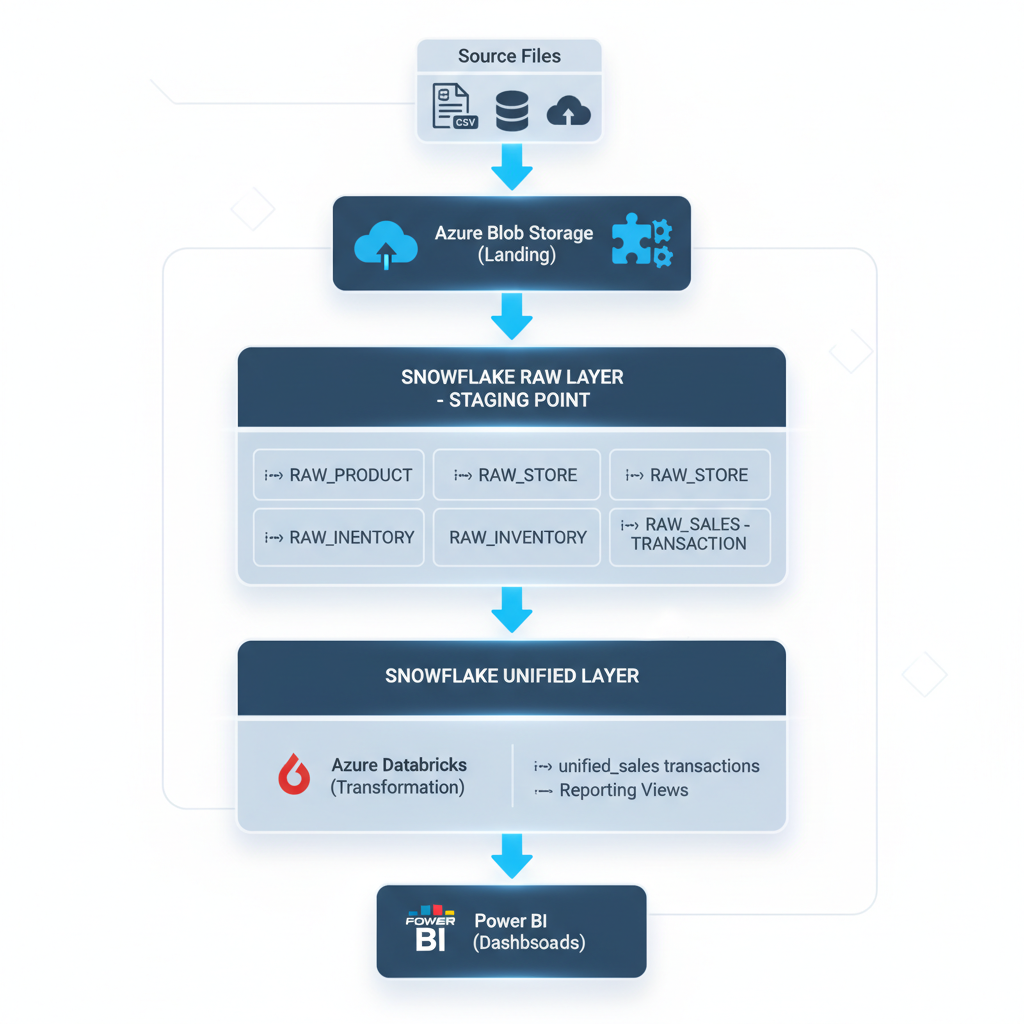 Source Files
CSV
Azure Blob Storage
(Landing)
SNOWFLAKE RAW LAYER
- STAGING POINT
RAW_PRODUCT
RAW_STORE
RAW_STORE
RAW_INENTORY
RAW_INVENTORY
RAW_SALES -
TRANSACTION
SNOWFLAKE UNIFIED LAYER
Azure Databricks
(Transformation)
unified_sales transactions
Reporting Views
POWER
BI
Power BI
(Dashbsoads)